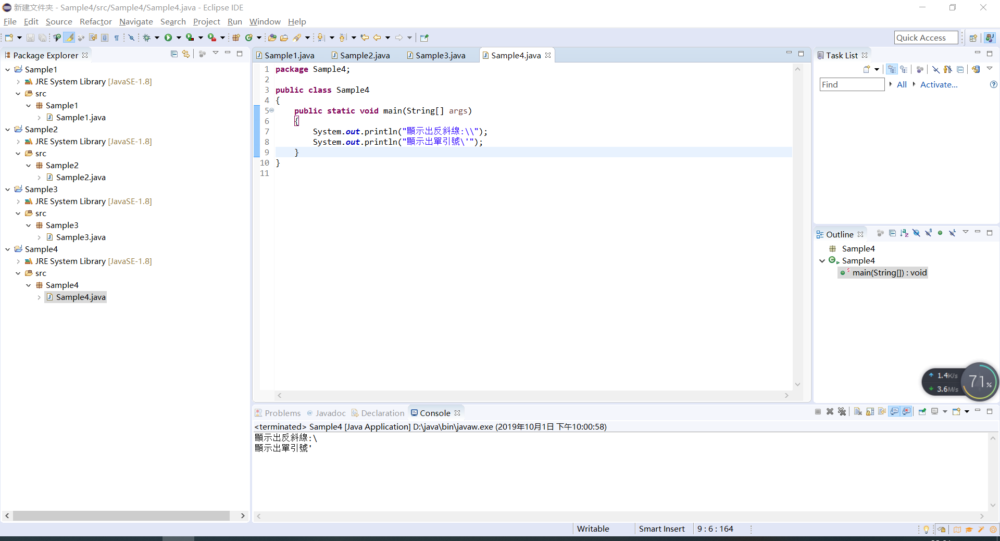 新建文件夹 - Sample4/src/Sample4/Sample4.java - Eclipse IDE
File Edit Source Refactor Navigate Search Project Run Window Help
Quick Access
Package Explorer
Sample1
JRE System Library [JavaSE-1.8]
src
Sample1
Sample1.java
Sample2
JRE System Library [JavaSE-1.8]
src
Sample2
Sample2.java
Sample3
JRE System Library [JavaSE-1.8]
src
Sample3
Sample3.java
Sample4
JRE System Library [JavaSE-1.8]
src
Sample4
Sample4.java
Sample1.java Sample2.java Sample3.java Sample4.java
1 package Sample4;
2
3 public class Sample4
4 {
5 public static void main(String[] args)
6 {
7 System.out.println("顯示出反斜線:\\");
8 System.out.println("顯示出單引號\'");
9 }
10 }
11
Task List
Find All Activate...
Outline
Sample4
Sample4
main(String[]) : void
1.4K/s
3.6M/s
71%
Problems @ Javadoc Declaration Console
<terminated> Sample4 [Java Application] D:\java\bin\javaw.exe (2019年10月1日 下午10:00:58)
顯示出反斜線:\
顯示出單引號'
Writable Smart Insert 9 : 6 : 164